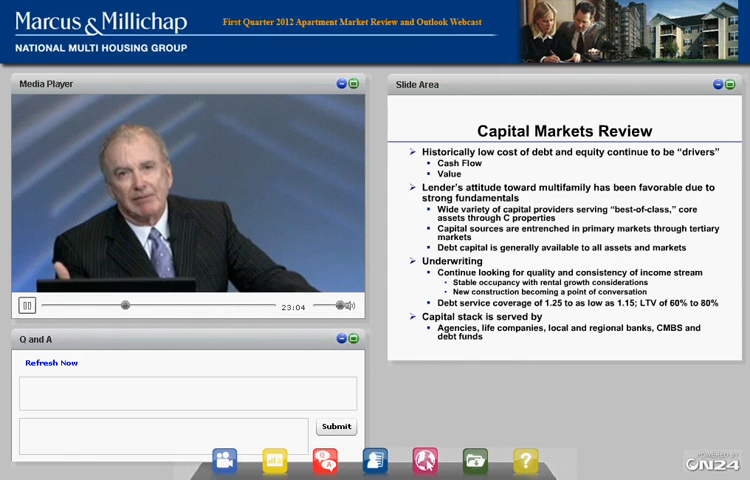 Marcus & Millichap
NATIONAL MULTI HOUSING GROUP
First Quarter 2012 Apartment Market Review and Outlook Webcast
Media Player
23:04
Q and A
Refresh Now
Submit
Slide Area
Capital Markets Review
Historically low cost of debt and equity continue to be “drivers”
Cash Flow
Value
Lender’s attitude toward multifamily has been favorable due to
strong fundamentals
Wide variety of capital providers serving “best-of-class,” core
assets through C properties
Capital sources are entrenched in primary markets through tertiary
markets
Debt capital is generally available to all assets and markets
Underwriting
Continue looking for quality and consistency of income stream
Stable occupancy with rental growth considerations
New construction becoming a point of conversation
Debt service coverage of 1.25 to as low as 1.15; LTV of 60% to 80%
Capital stack is served by
Agencies, life companies, local and regional banks, CMBS and
debt funds
Q
A
?
POWERED BY
ON24